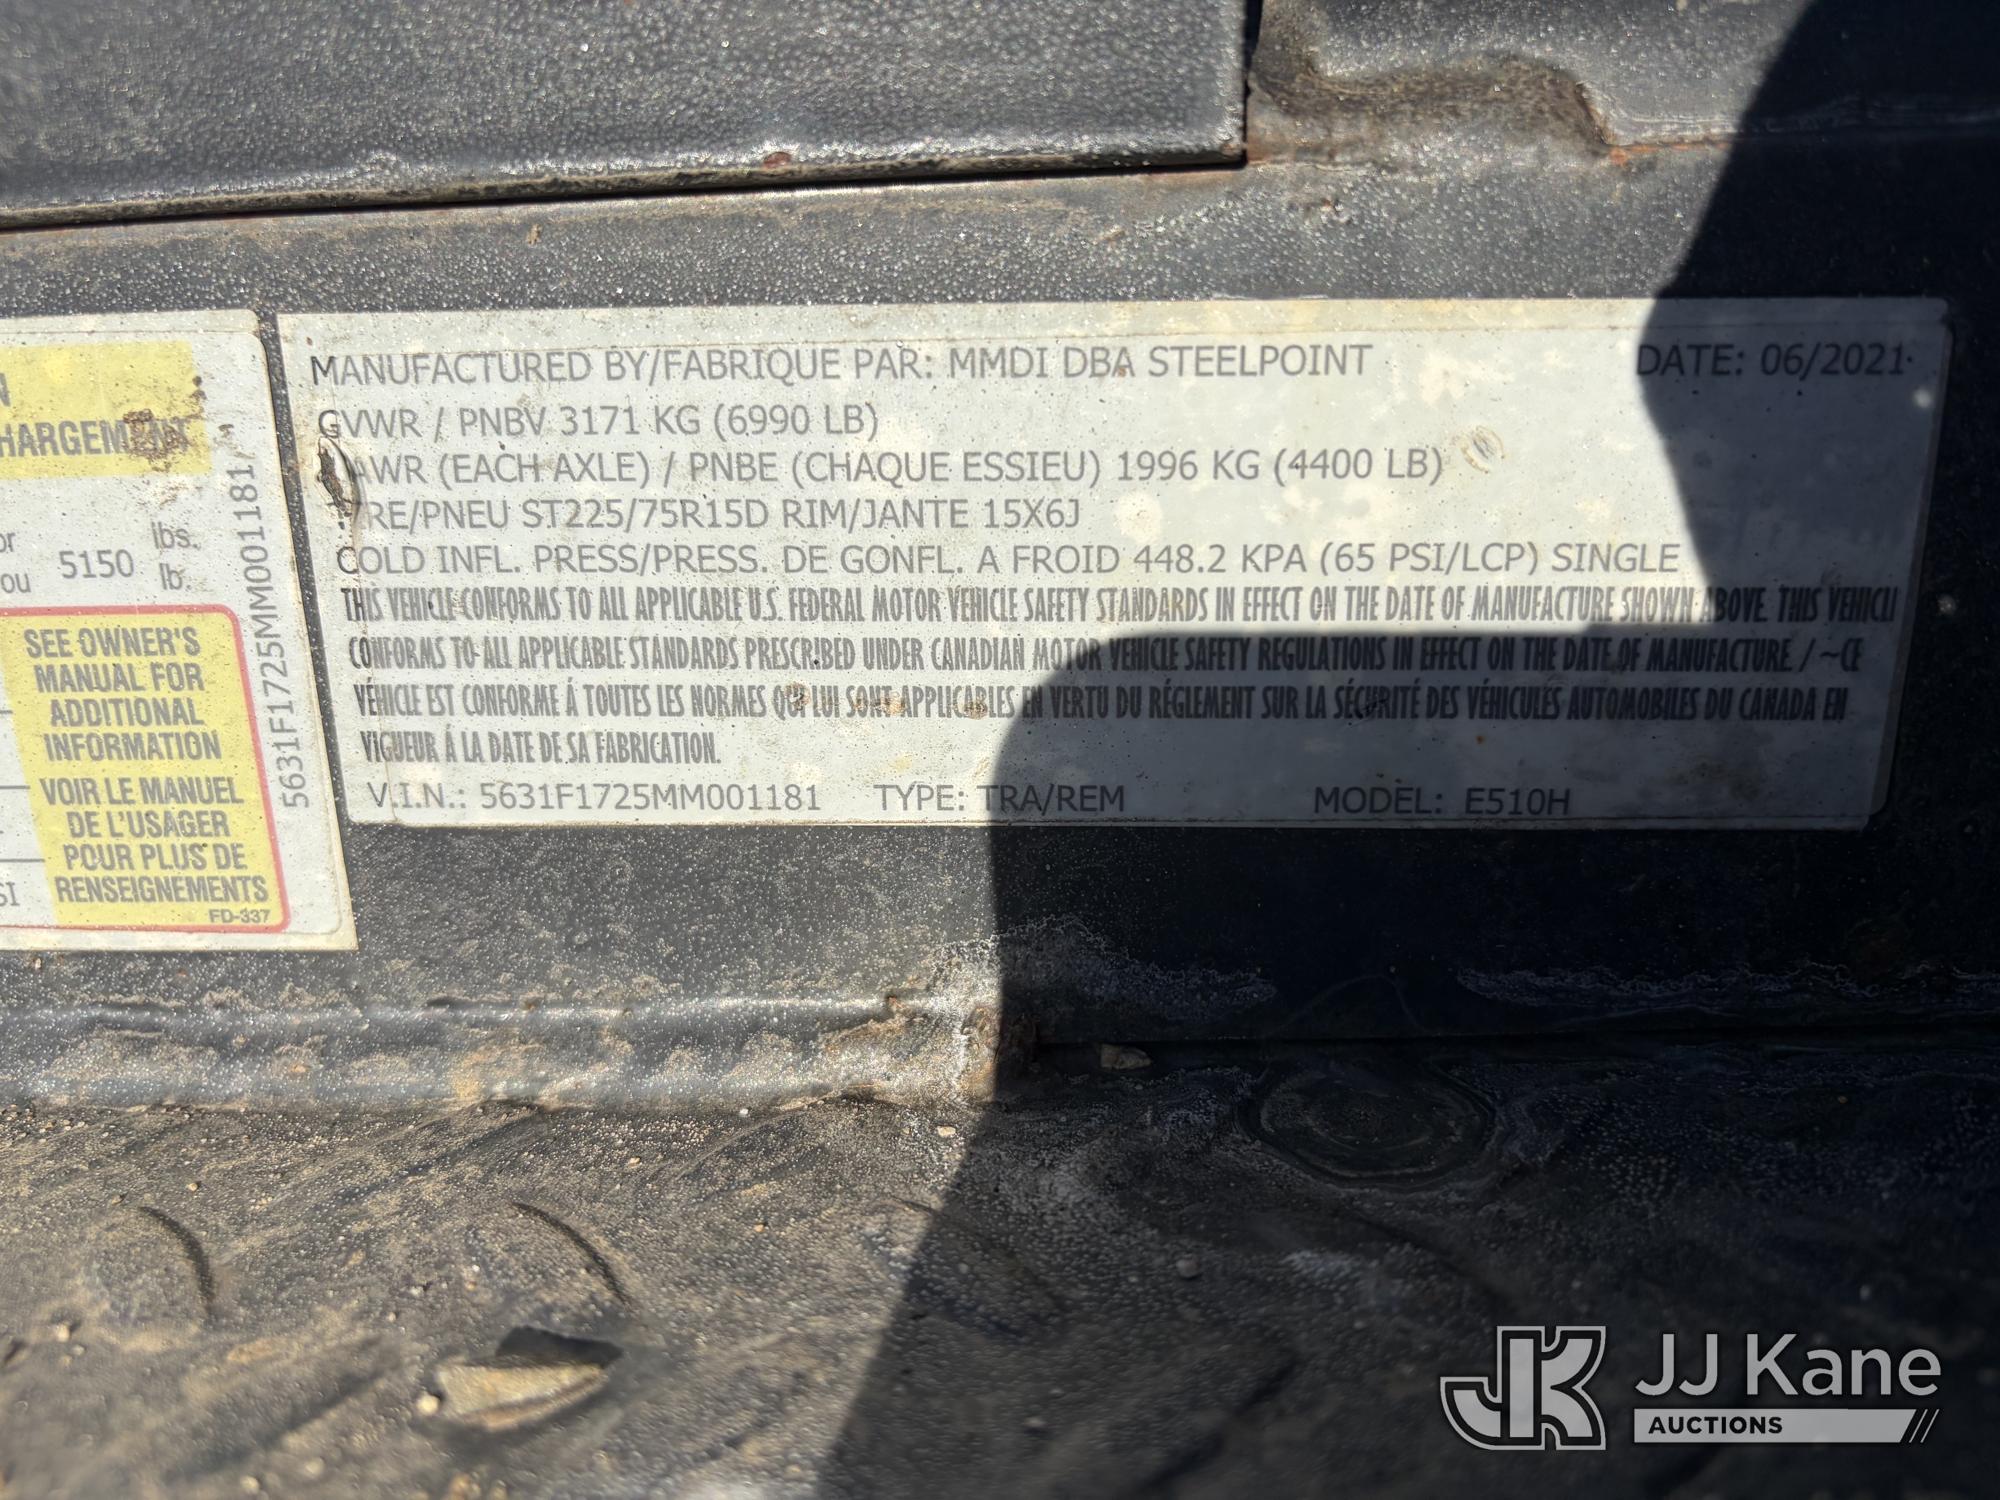 HARGEMENT
or
ou
5150
lbs.
lb.
SEE OWNER'S
MANUAL FOR
ADDITIONAL
INFORMATION
VOIR LE MANUEL
DE L'USAGER
POUR PLUS DE
RENSEIGNEMENTS
FD-337
SI
5631F1725MM001181
MANUFACTURED BY/FABRIQUE PAR: MMDI DBA STEELPOINT DATE: 06/2021
GVWR / PNBV 3171 KG (6990 LB)
AWR (EACH AXLE) / PNBE (CHAQUE ESSIEU) 1996 KG (4400 LB)
RE/PNEU ST225/75R15D RIM/JANTE 15X6J
COLD INFL. PRESS/PRESS. DE GONFL. A FROID 448.2 KPA (65 PSI/LCP) SINGLE
THIS VEHICLE CONFORMS TO ALL APPLICABLE U.S. FEDERAL MOTOR VEHICLE SAFETY STANDARDS IN EFFECT ON THE DATE OF MANUFACTURE SHOWN ABOVE. THIS VEHICLE
CONFORMS TO ALL APPLICABLE STANDARDS PRESCRIBED UNDER CANADIAN MOTOR VEHICLE SAFETY REGULATIONS IN EFFECT ON THE DATE OF MANUFACTURE / ~CE
VÉHICLE EST CONFORME Á TOUTES LES NORMES QUI LUI SONT APPLICABLES EN VERTU DU RÉGLEMENT SUR LA SÉCURITÉ DES VÉHICULES AUTOMOBILES DU CANADA EN
VIGUEUR Á LA DATE DE SA FABRICATION.
V.I.N.: 5631F1725MM001181 TYPE: TRA/REM MODEL: E510H
JJ Kane
AUCTIONS